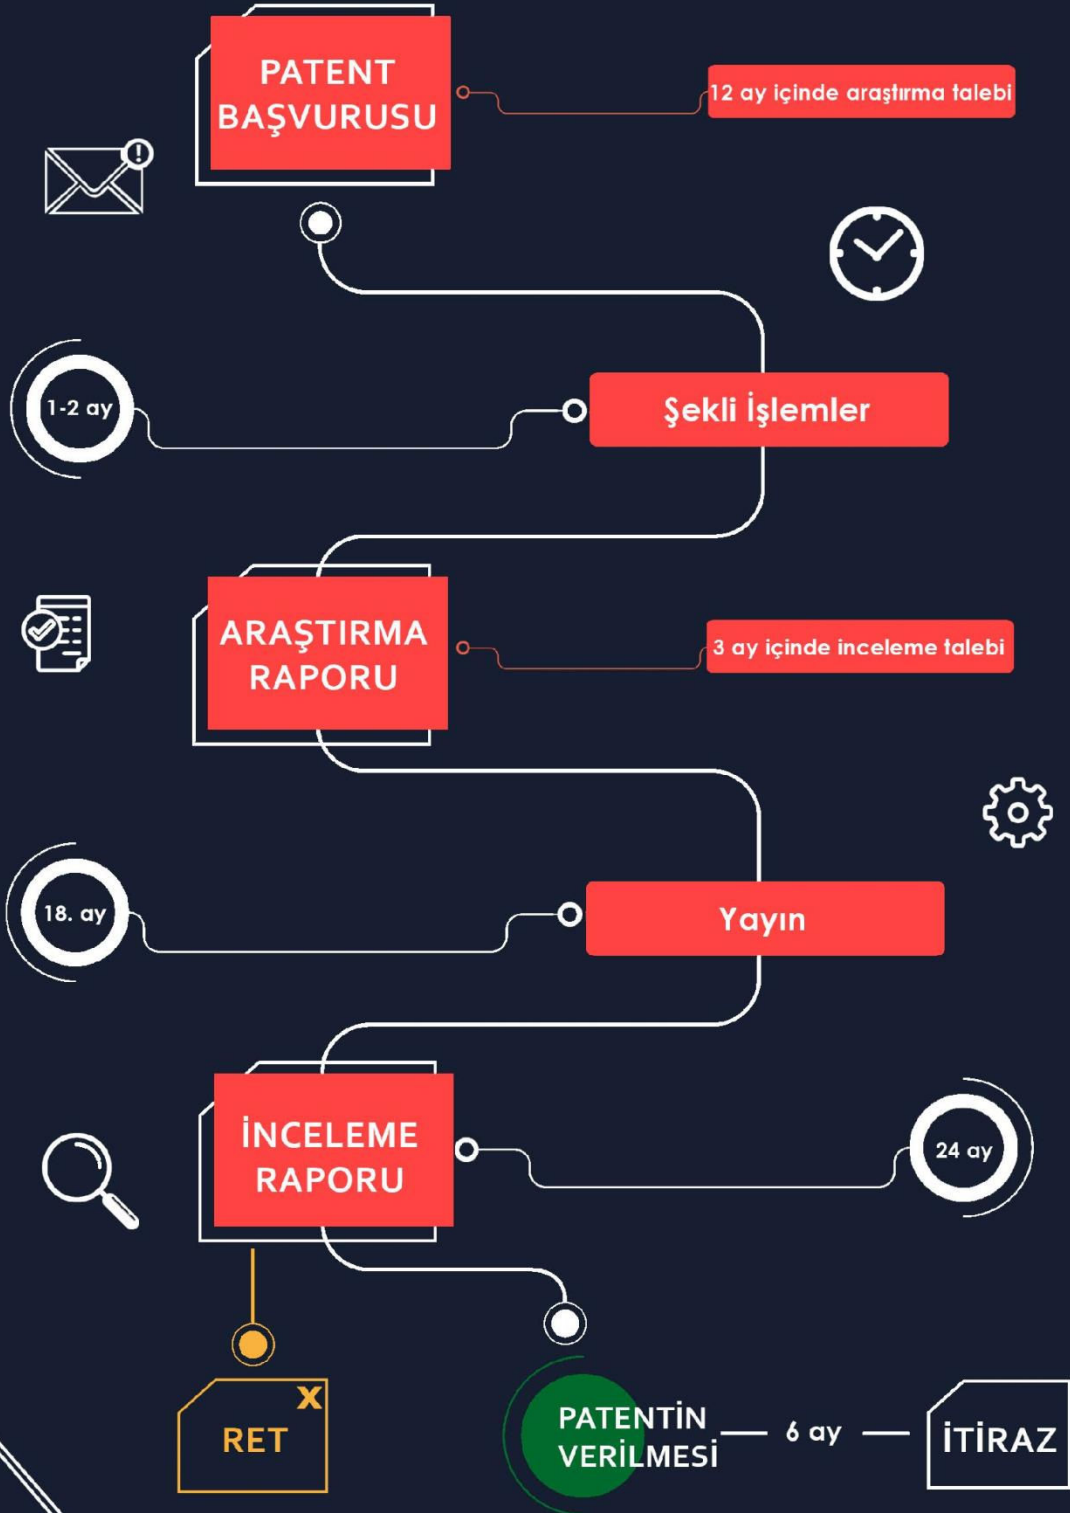 PATENT
BAŞVURUSU
12 ay içinde araştırma talebi
1-2 ay
Şekli İşlemler
ARAŞTIRMA
RAPORU
3 ay içinde inceleme talebi
18. ay
Yayın
İNCELEME
RAPORU
24 ay
X
RET
PATENTİN
VERİLMESİ
6 ay
İTİRAZ